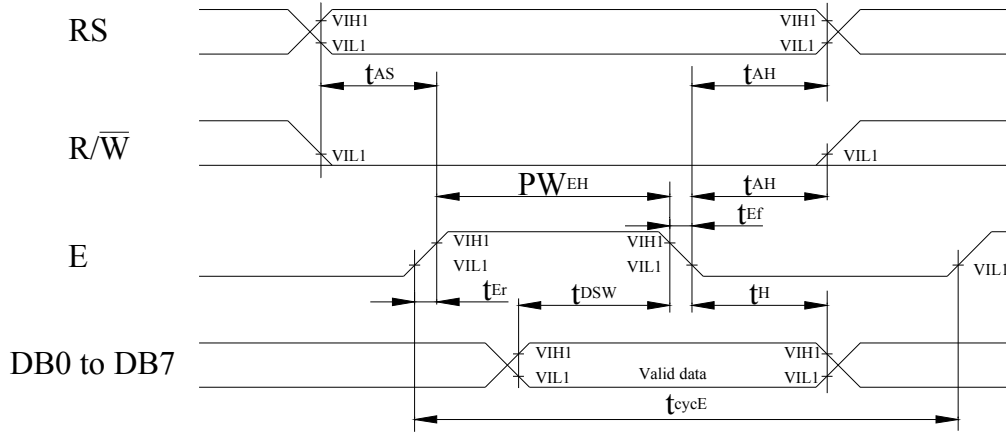 RS
VIH1
VIL1
VIH1
VIL1
tAS
tAH
R/W̅
VIL1
VIL1
PWEH
tAH
tEf
E
VIH1
VIL1
VIH1
VIL1
VIL1
tEr
tDSW
tH
DB0 to DB7
VIH1
VIL1
Valid data
VIH1
VIL1
tcycE